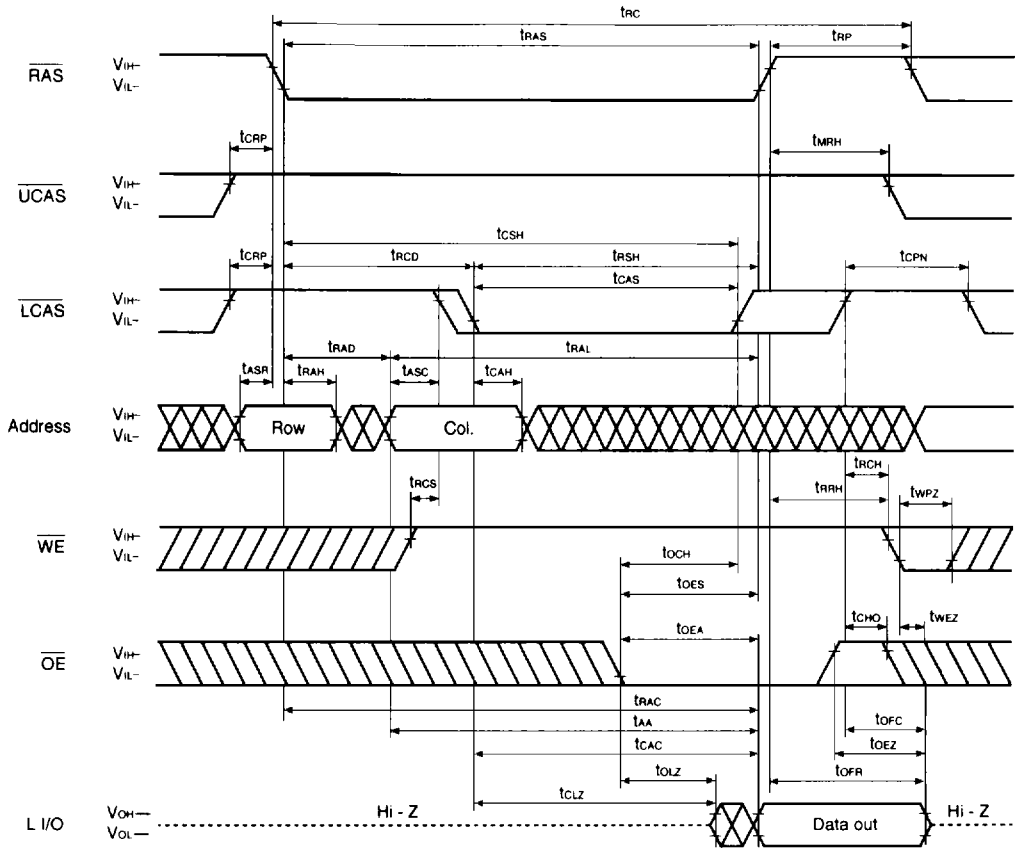 tRC
tRAS
tRP
RAS
VIH-
VIL-
tCRP
tMRH
UCAS
VIH-
VIL-
tCSH
tCRP
tRCD
tRSH
tCPN
tCAS
LCAS
VIH-
VIL-
tRAD
tRAL
tASR
tRAH
tASC
tCAH
Address
VIH-
VIL-
Row
Col.
tRCS
tRCH
tRRH
tWPZ
WE
VIH-
VIL-
tOCH
tOES
tCHO
tWEZ
tOEA
OE
VIH-
VIL-
tRAC
tOFC
tAA
tOEZ
tCAC
tOLZ
tOFR
tCLZ
L I/O
VOH—
VOL—
Hi - Z
Data out
Hi - Z